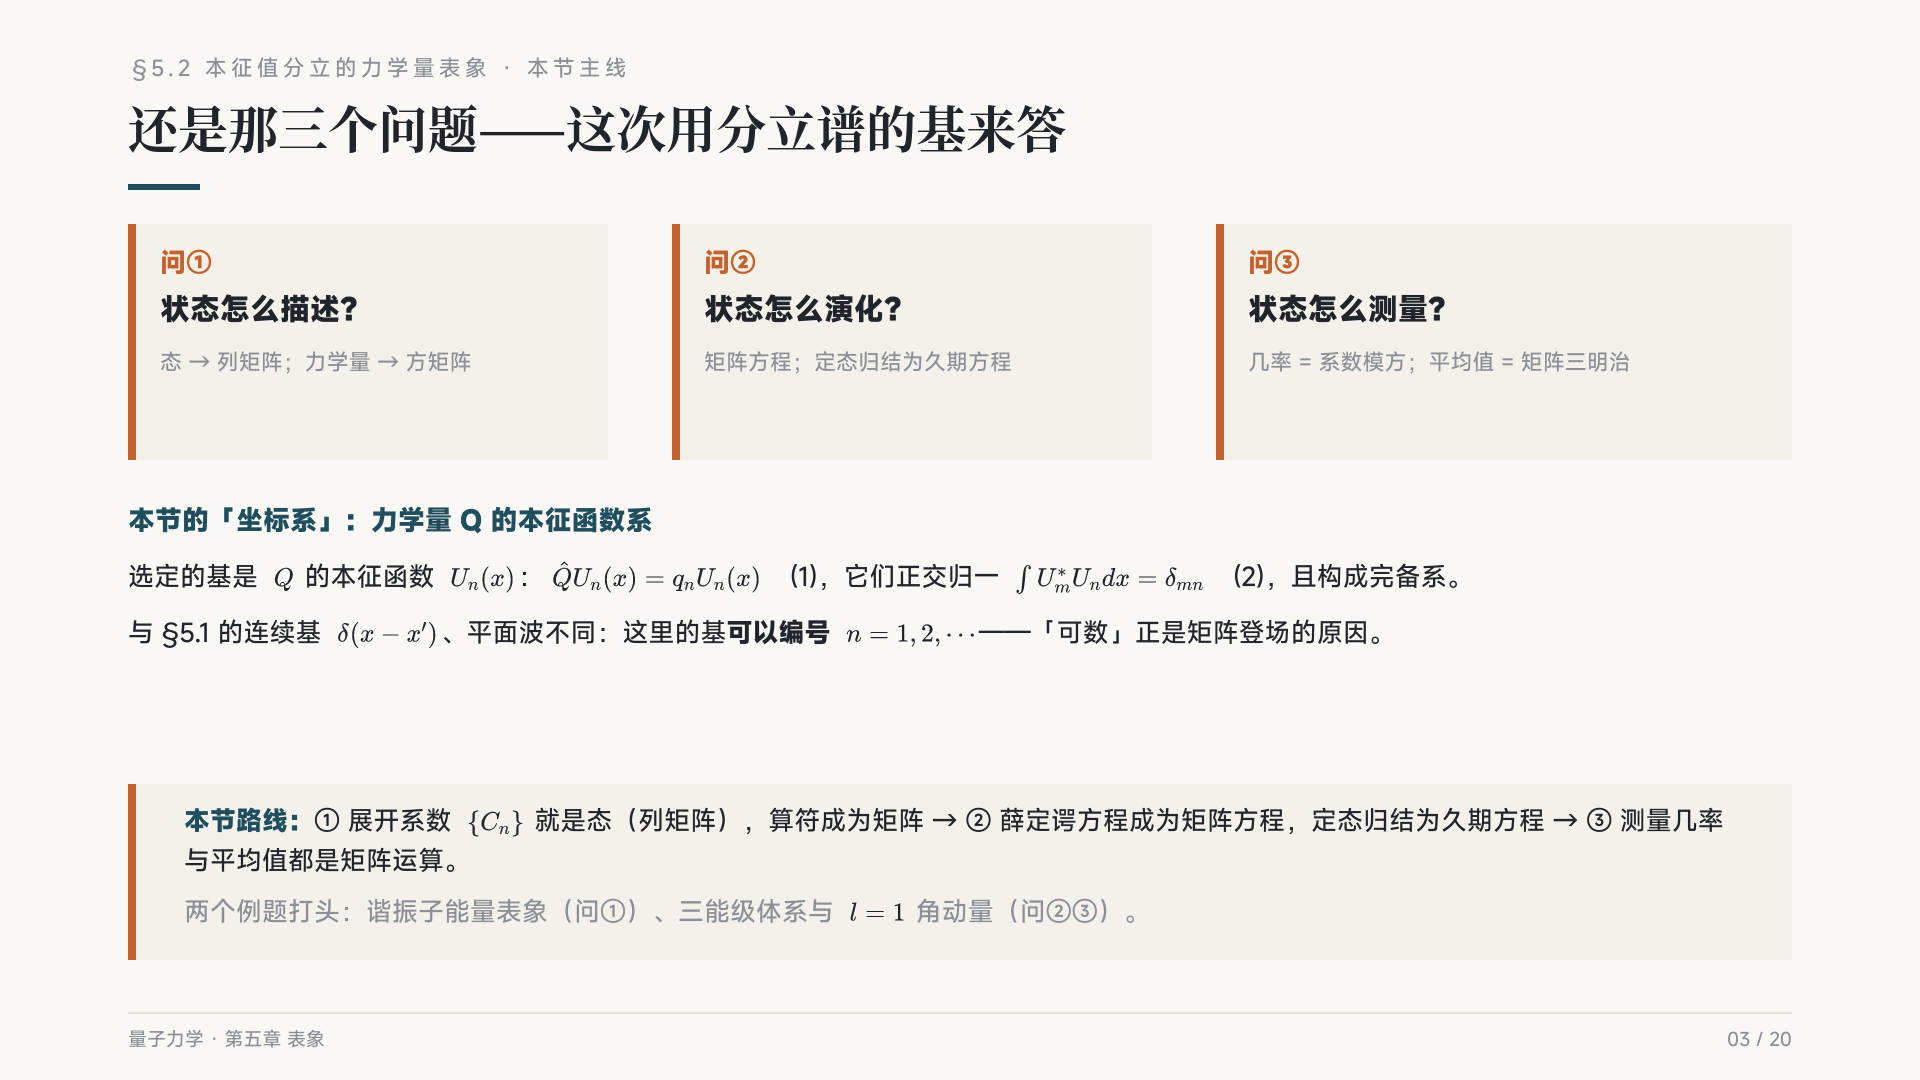 §5.2 本征值分立的力学量表象 · 本节主线
还是那三个问题——这次用分立谱的基来答
问①
状态怎么描述?
态 → 列矩阵；力学量 → 方矩阵
问②
状态怎么演化?
矩阵方程；定态归结为久期方程
问③
状态怎么测量?
几率 = 系数模方；平均值 = 矩阵三明治
本节的「坐标系」：力学量 Q 的本征函数系
选定的基是 $Q$ 的本征函数 $U_n(x)$： $\hat{Q}U_n(x) = q_nU_n(x)$ (1)，它们正交归一 $\int U_m^*U_ndx = \delta_{mn}$ (2)，且构成完备系。
与 §5.1 的连续基 $\delta(x - x')$、平面波不同：这里的基可以编号 $n = 1, 2, \cdots$——「可数」正是矩阵登场的原因。
本节路线：① 展开系数 $\{C_n\}$ 就是态（列矩阵），算符成为矩阵 → ② 薛定谔方程成为矩阵方程，定态归结为久期方程 → ③ 测量几率
与平均值都是矩阵运算。
两个例题打头：谐振子能量表象（问①）、三能级体系与 $l = 1$ 角动量（问②③）。
量子力学 · 第五章 表象
03 / 20